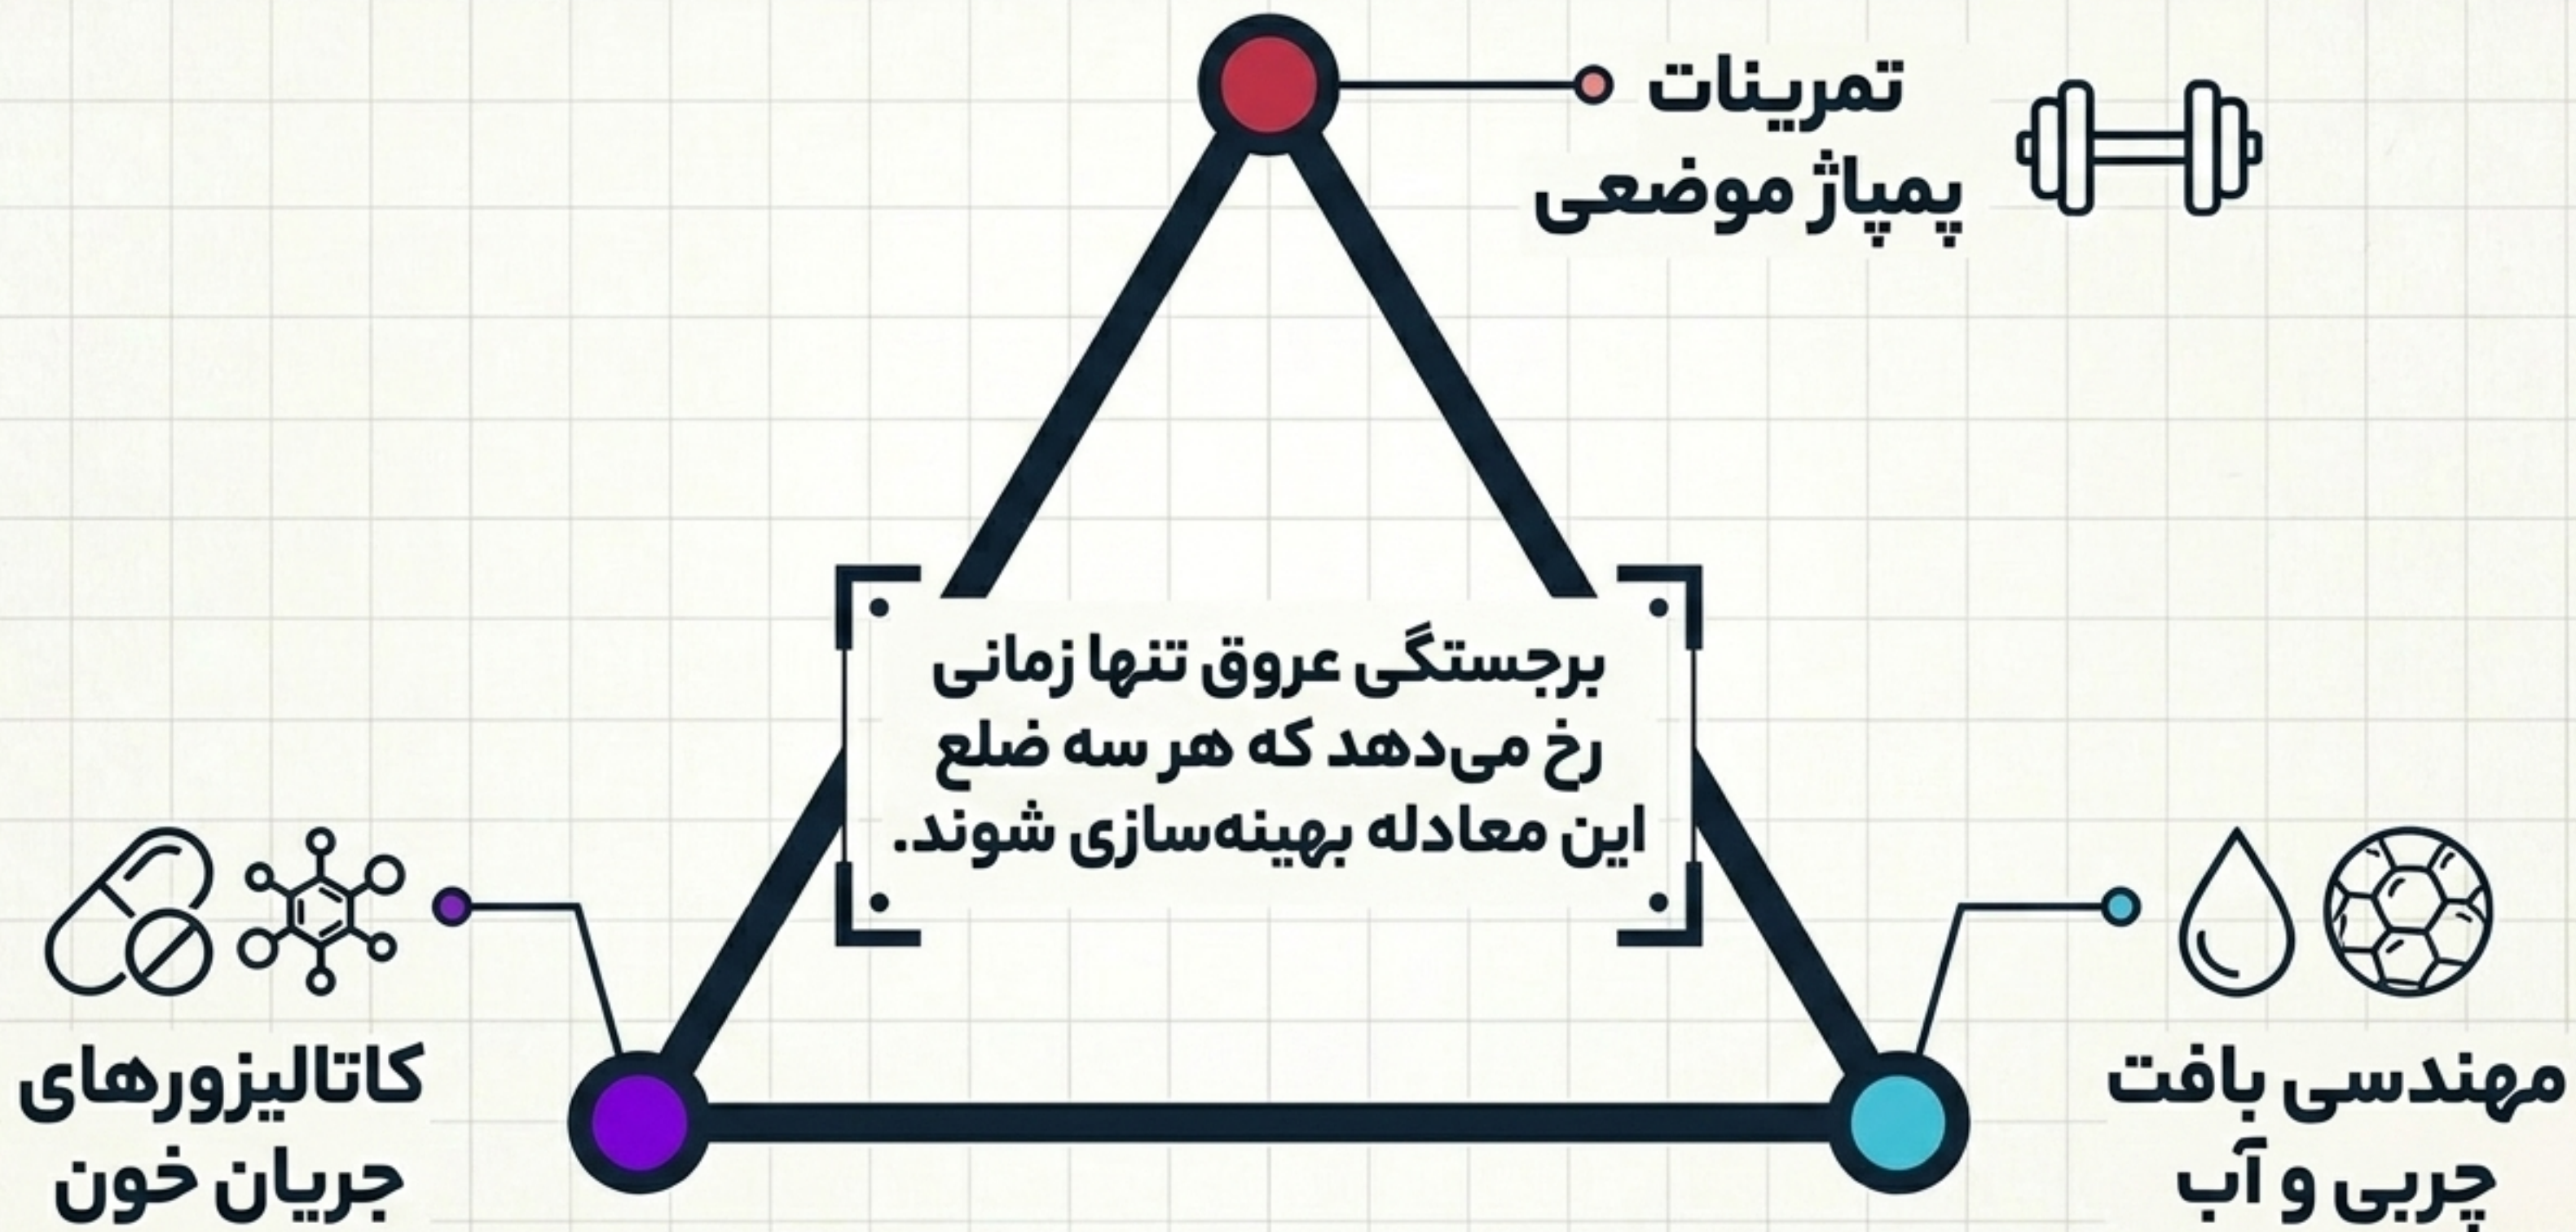 تمرینات
پمپاژ موضعی
برجستگی عروق تنها زمانی
رخ می‌دهد که هر سه ضلع
این معادله بهینه‌سازی شوند.
مهندسی بافت
چربی و آب
کاتالیزورهای
جریان خون